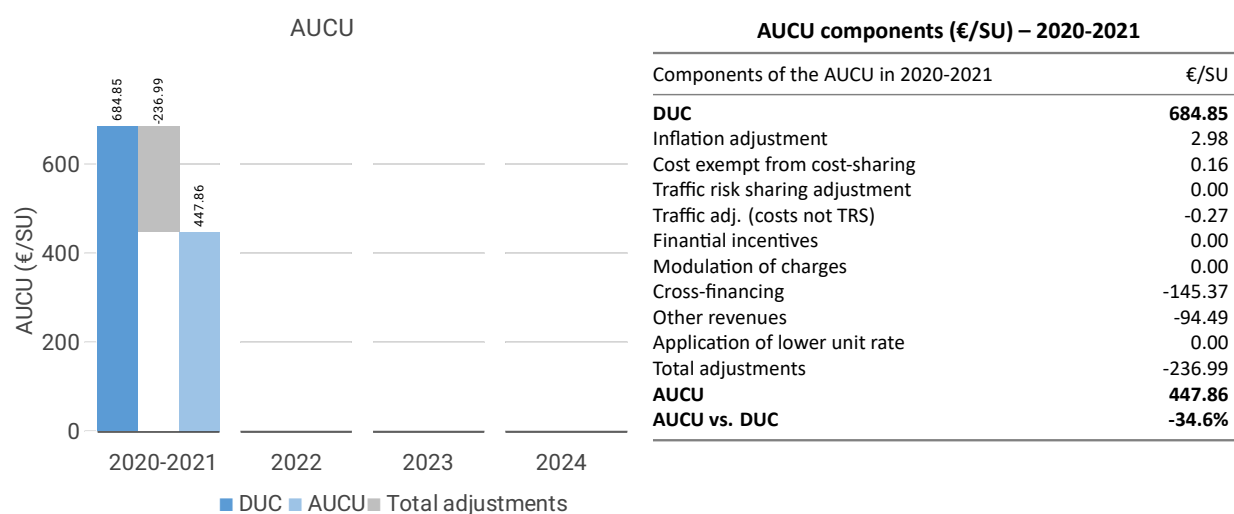 AUCU
684.85
-236.99
447.86
600
400
200
0
AUCU (€/SU)
2020-2021
2022
2023
2024
DUC
AUCU
Total adjustments
AUCU components (€/SU) – 2020-2021
Components of the AUCU in 2020-2021 €/SU
DUC 684.85
Inflation adjustment 2.98
Cost exempt from cost-sharing 0.16
Traffic risk sharing adjustment 0.00
Traffic adj. (costs not TRS) -0.27
Finantial incentives 0.00
Modulation of charges 0.00
Cross-financing -145.37
Other revenues -94.49
Application of lower unit rate 0.00
Total adjustments -236.99
AUCU 447.86
AUCU vs. DUC -34.6%